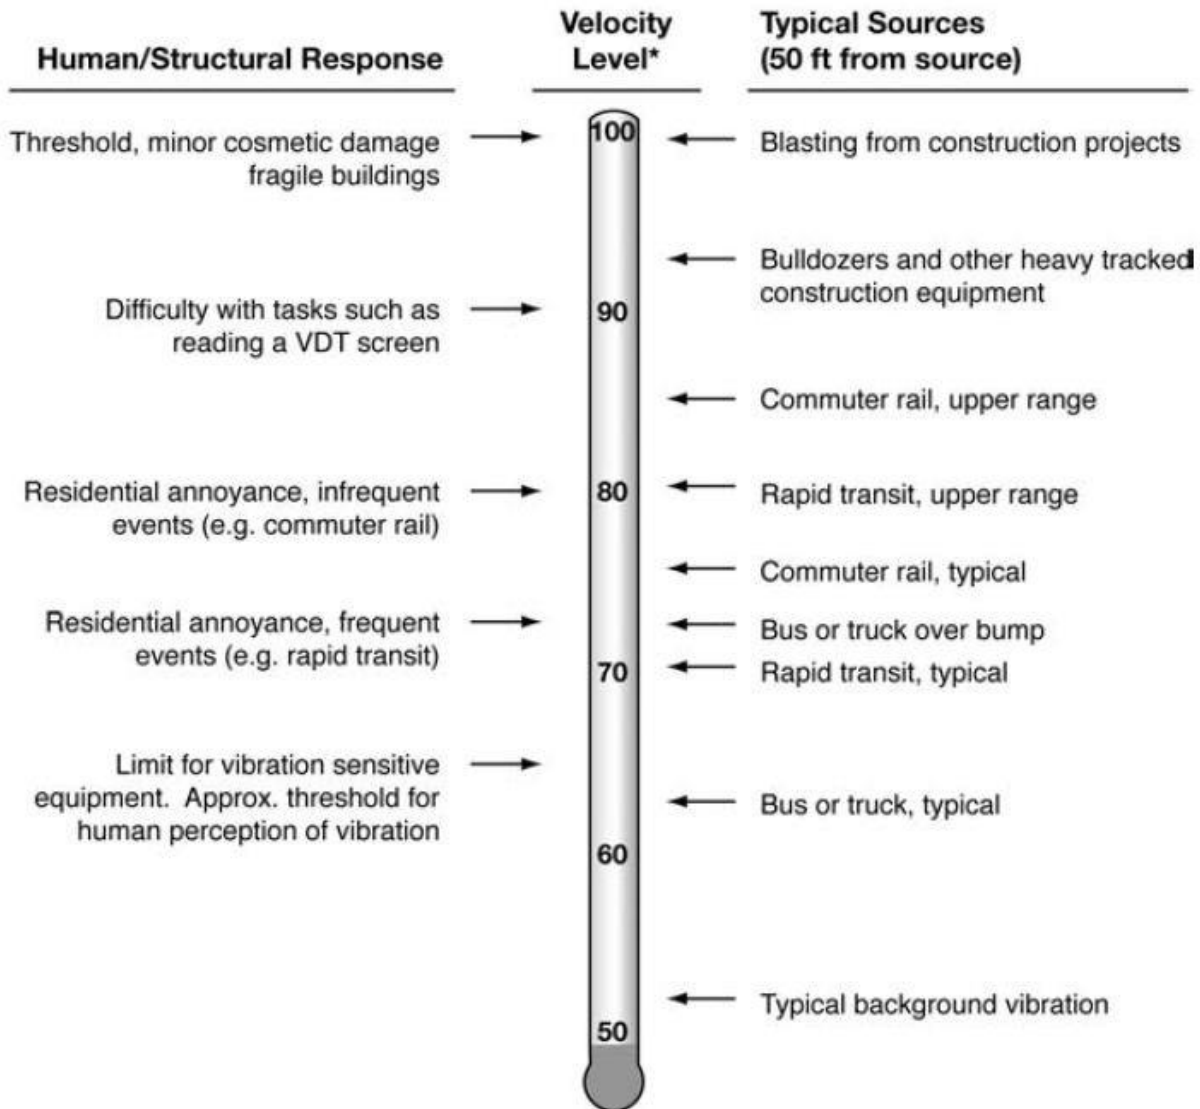 Human/Structural Response
Velocity
Level*
Typical Sources
(50 ft from source)
Threshold, minor cosmetic damage
fragile buildings
100
Blasting from construction projects
Bulldozers and other heavy tracked
construction equipment
Difficulty with tasks such as
reading a VDT screen
90
Commuter rail, upper range
Residential annoyance, infrequent
events (e.g. commuter rail)
80
Rapid transit, upper range
Commuter rail, typical
Residential annoyance, frequent
events (e.g. rapid transit)
Bus or truck over bump
70
Rapid transit, typical
Limit for vibration sensitive
equipment. Approx. threshold for
human perception of vibration
Bus or truck, typical
60
Typical background vibration
50